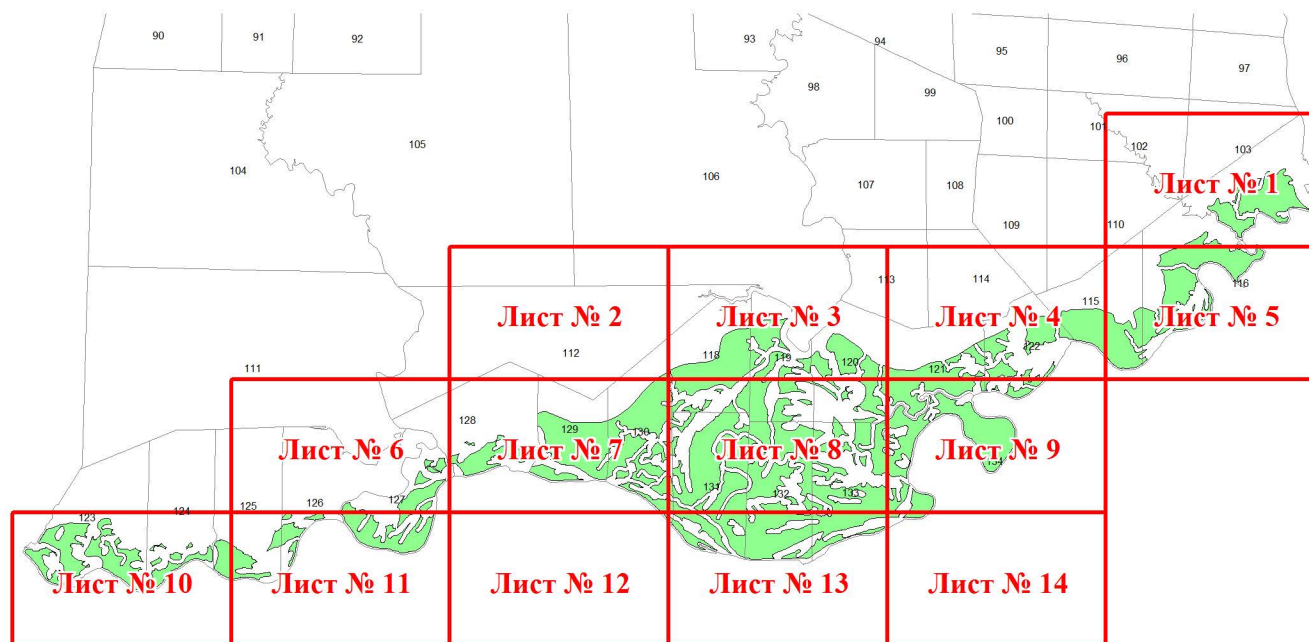 90 91 92 93 94 95 96 97
98 99 100 101 102 103
104 105 106 107 108 109 110
Лист № 1
111 112 113 114 115 116
Лист № 2 Лист № 3 Лист № 4 Лист № 5
118 119 120 121 122
128 129 130
Лист № 6 Лист № 7 Лист № 8 Лист № 9
123 124 125 126 127 131 132 133 134
Лист № 10 Лист № 11 Лист № 12 Лист № 13 Лист № 14